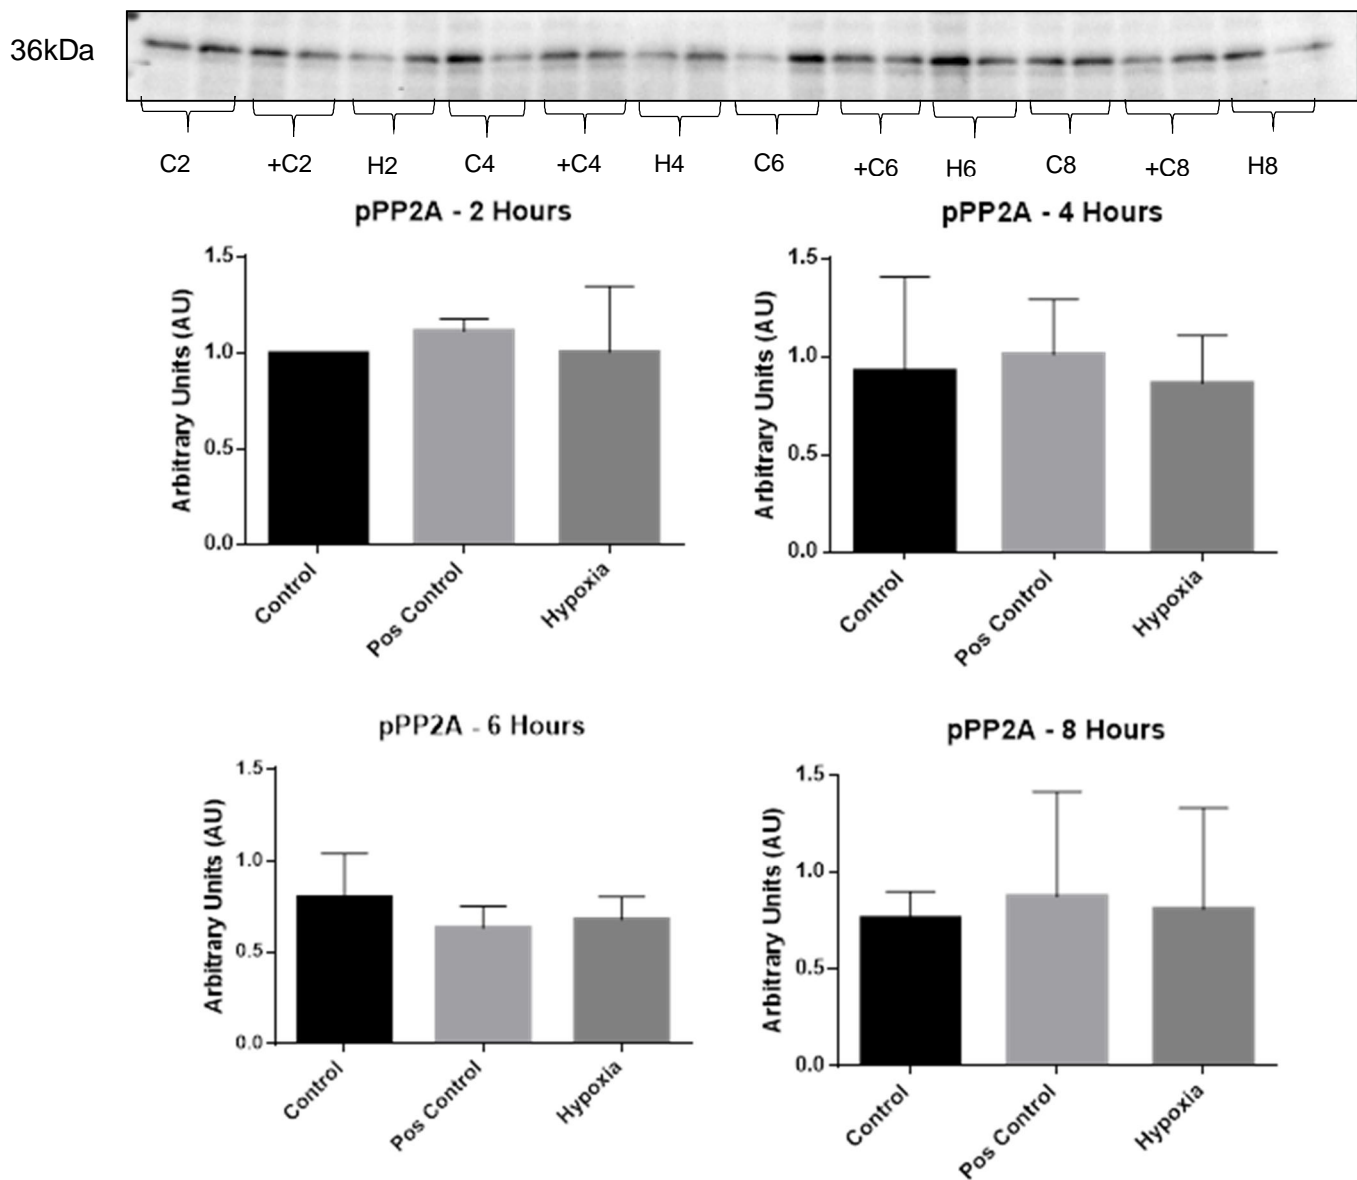 36kDa
C2 +C2 H2 C4 +C4 H4 C6 +C6 H6 C8 +C8 H8
pPP2A - 2 Hours
Arbitrary Units (AU)
1.5
1.0
0.5
0.0
Control
Pos Control
Hypoxia
pPP2A - 4 Hours
Arbitrary Units (AU)
1.5
1.0
0.5
0.0
Control
Pos Control
Hypoxia
pPP2A - 6 Hours
Arbitrary Units (AU)
1.5
1.0
0.5
0.0
Control
Pos Control
Hypoxia
pPP2A - 8 Hours
Arbitrary Units (AU)
1.5
1.0
0.5
0.0
Control
Pos Control
Hypoxia